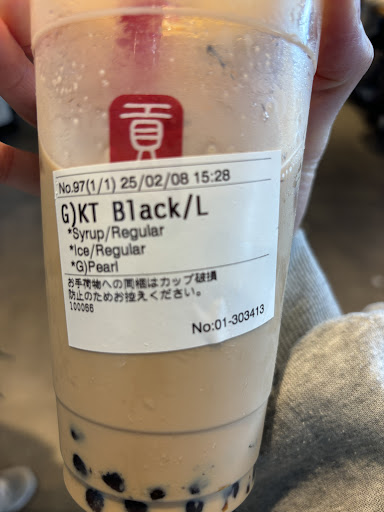 貢
No.97(1/1) 25/02/08 15:28
G)KT Black/L
*Syrup/Regular
*Ice/Regular
*G)Pearl
お手荷物への同梱はカップ破損
防止のためお控えください。
100066
No:01-303413